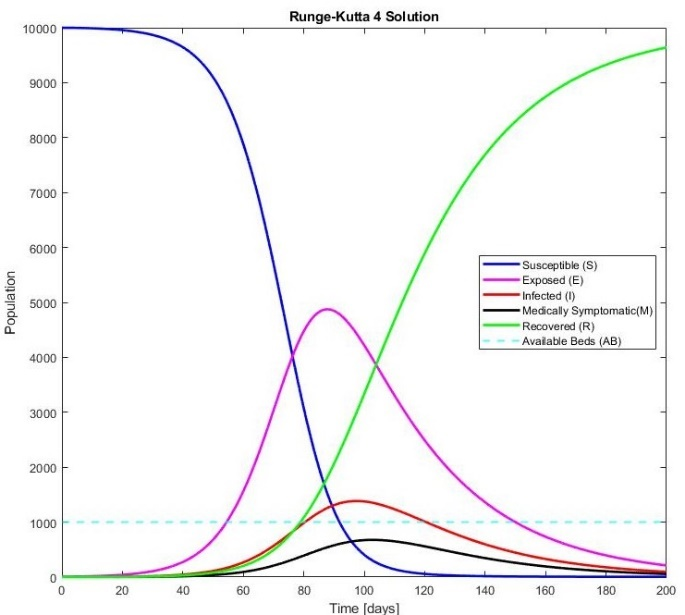 Runge-Kutta 4 Solution
10000
9000
8000
7000
6000
5000
4000
3000
2000
1000
0
Population
Susceptible (S)
Exposed (E)
Infected (I)
Medically Symptomatic(M)
Recovered (R)
Available Beds (AB)
0 20 40 60 80 100 120 140 160 180 200
Time [days]